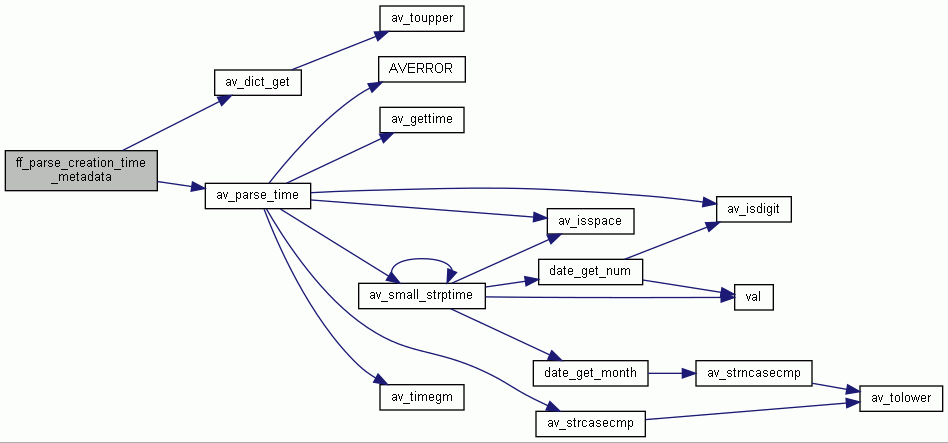 av_toupper
AVERROR
av_dict_get
av_gettime
ff_parse_creation_time
_metadata
av_parse_time
av_isdigit
av_isspace
date_get_num
av_small_strptime
val
date_get_month
av_strncasecmp
av_timegm
av_tolower
av_strcasecmp